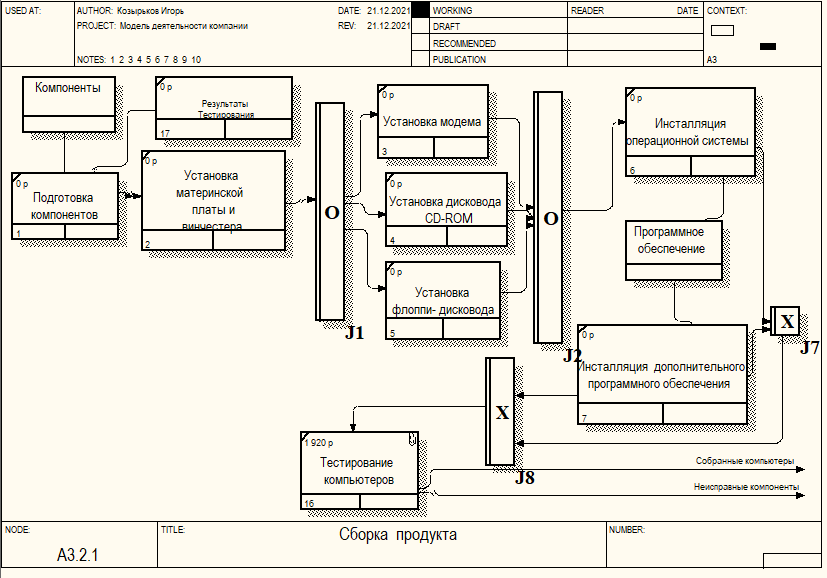 USED AT:
AUTHOR: Козырьков Игорь
DATE: 21.12.2021
WORKING
READER
DATE
CONTEXT:
PROJECT: Модель деятельности компании
REV: 21.12.2021
DRAFT
RECOMMENDED
NOTES: 1 2 3 4 5 6 7 8 9 10
PUBLICATION
A3
Компоненты
0 р
Результаты
Тестирования
17
0 р
Подготовка
компонентов
1
0 р
Установка
материнской
платы и
винчестера
2
O
J1
0 р
Установка модема
3
0 р
Установка дисковода
CD-ROM
4
0 р
Установка
флоппи- дисковода
5
O
J2
0 р
Инсталляция
операционной системы
6
Программное
обеспечение
X
J7
0 р
Инсталляция дополнительного
программного обеспечения
7
X
J8
1 920 р
Тестирование
компьютеров
16
Собранные компьютеры
Неисправные компоненты
NODE:
A3.2.1
TITLE:
Сборка продукта
NUMBER: